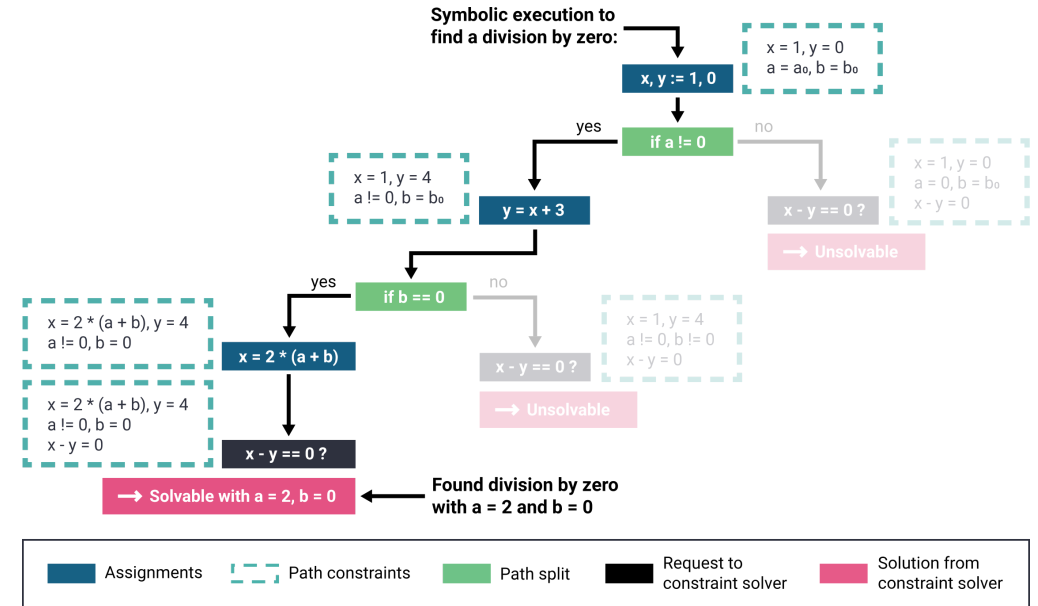 Symbolic execution to
find a division by zero:
x, y := 1, 0
x = 1, y = 0
a = a₀, b = b₀
yes
if a != 0
no
x = 1, y = 4
a != 0, b = b₀
y = x + 3
x - y == 0 ?
x = 1, y = 0
a = 0, b = b₀
x - y = 0
→ Unsolvable
yes
if b == 0
no
x = 2 * (a + b), y = 4
a != 0, b = 0
x = 2 * (a + b)
x - y == 0 ?
x = 1, y = 4
a != 0, b != 0
x - y = 0
→ Unsolvable
x = 2 * (a + b), y = 4
a != 0, b = 0
x - y = 0
x - y == 0 ?
→ Solvable with a = 2, b = 0
Found division by zero
with a = 2 and b = 0
Assignments
Path constraints
Path split
Request to
constraint solver
Solution from
constraint solver